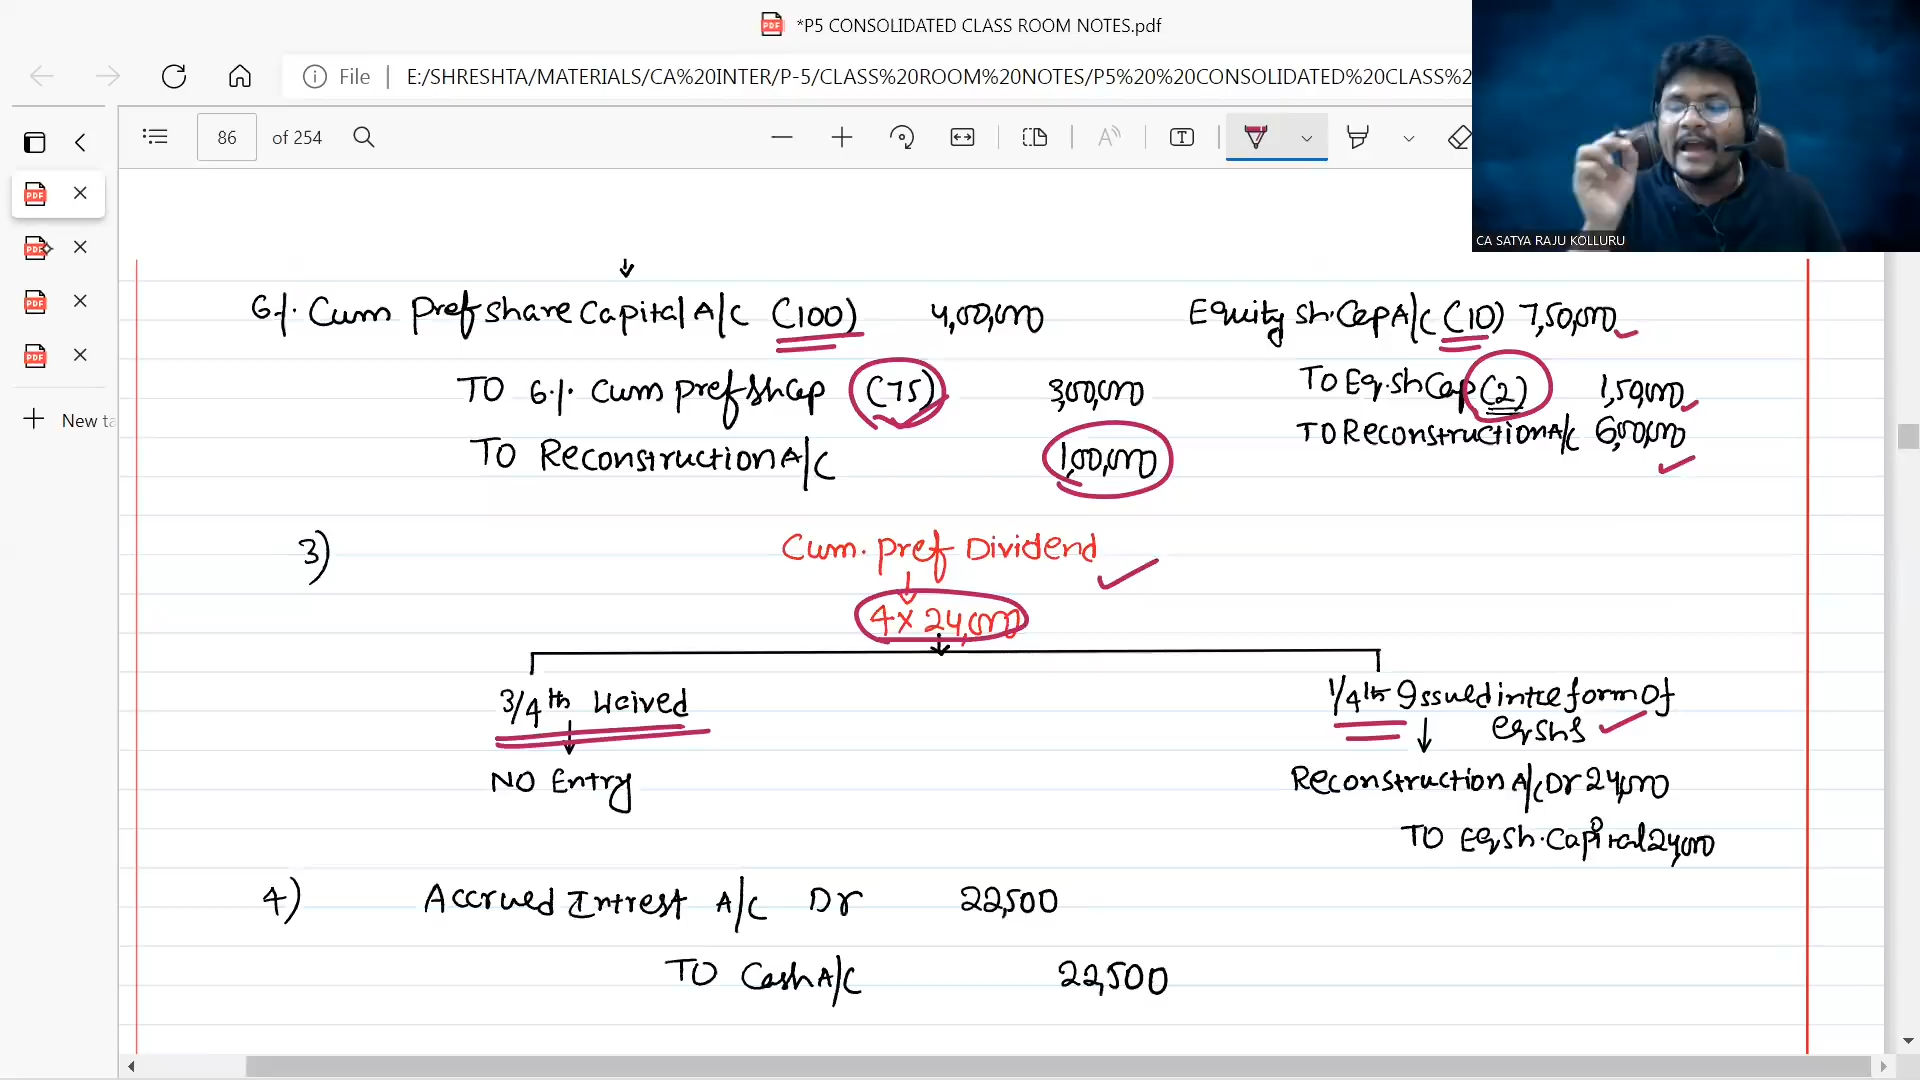 *P5 CONSOLIDATED CLASS ROOM NOTES.pdf
File
E:/SHRESHTA/MATERIALS/CA%20INTER/P-5/CLASS%20ROOM%20NOTES/P5%20%20CONSOLIDATED%20CLASS%2
86 of 254
New ta
CA SATYA RAJU KOLLURU
6%. Cum Pref share Capital A/C (100) 4,00,000
TO 6%. Cum Pref Sh Cap (75) 3,00,000
TO Reconstruction A/C 1,00,000
Equity Sh. Cap A/C (10) 7,50,000
TO Eq. Sh Cap (2) 1,50,000
TO Reconstruction A/C 6,00,000
3) Cum. Pref Dividend
4 x 24,000
3/4th Waived
NO Entry
1/4th Issued in the form of
Eq Shs
Reconstruction A/C Dr 24,000
TO Eq Sh. Capital 24,000
4) Accrued Intrest A/C Dr 22,500
TO Cash A/C 22,500